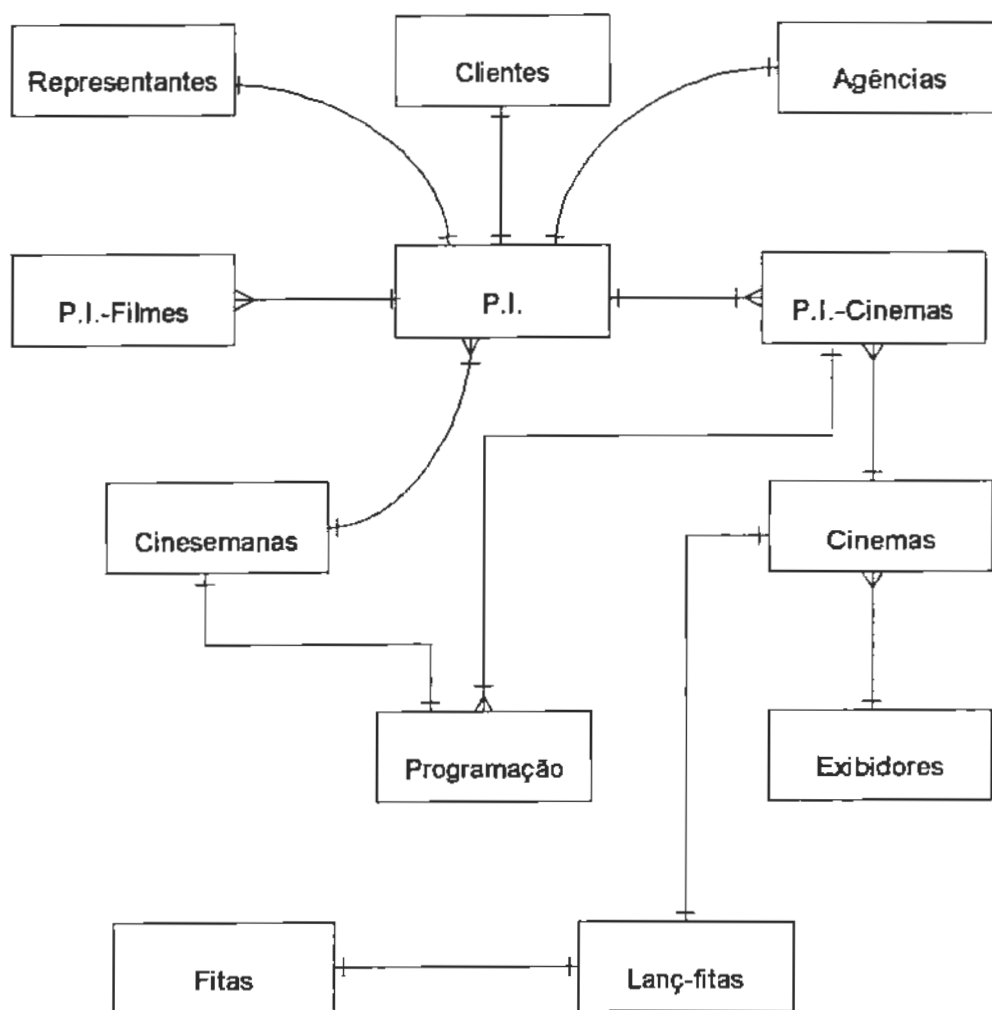 Representantes
Clientes
Agências
P.I.-Filmes
P.I.
P.I.-Cinemas
Cinesemanas
Cinemas
Programação
Exibidores
Fitas
Lanç-fitas